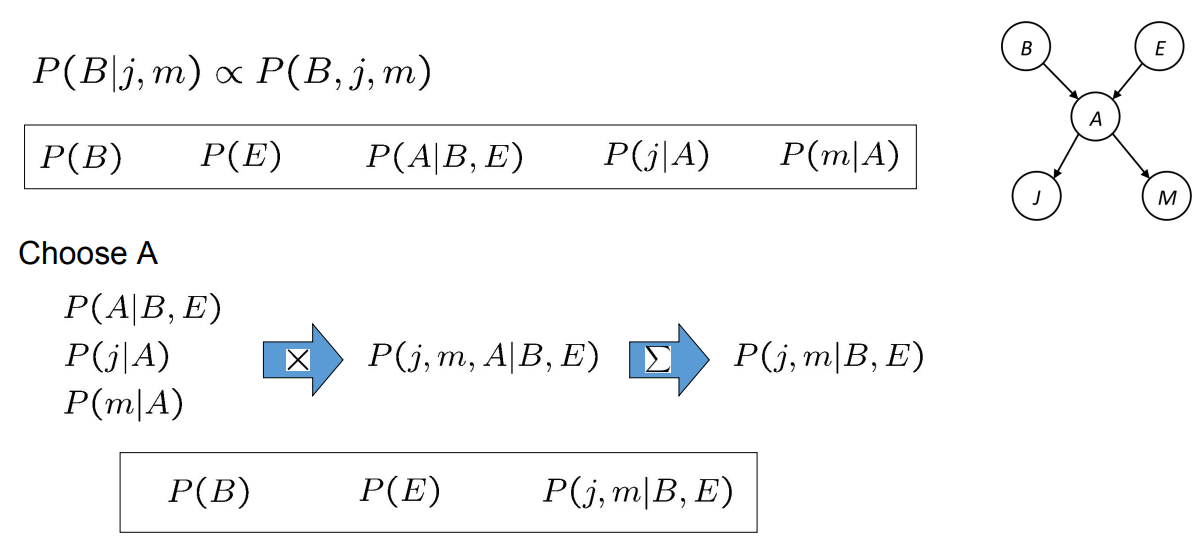 P(B|j, m) ∝ P(B, j, m)
P(B) P(E) P(A|B, E) P(j|A) P(m|A)
B E
A
J M
Choose A
P(A|B, E)
P(j|A)
P(m|A)
× P(j, m, A|B, E) Σ P(j, m|B, E)
P(B) P(E) P(j, m|B, E)